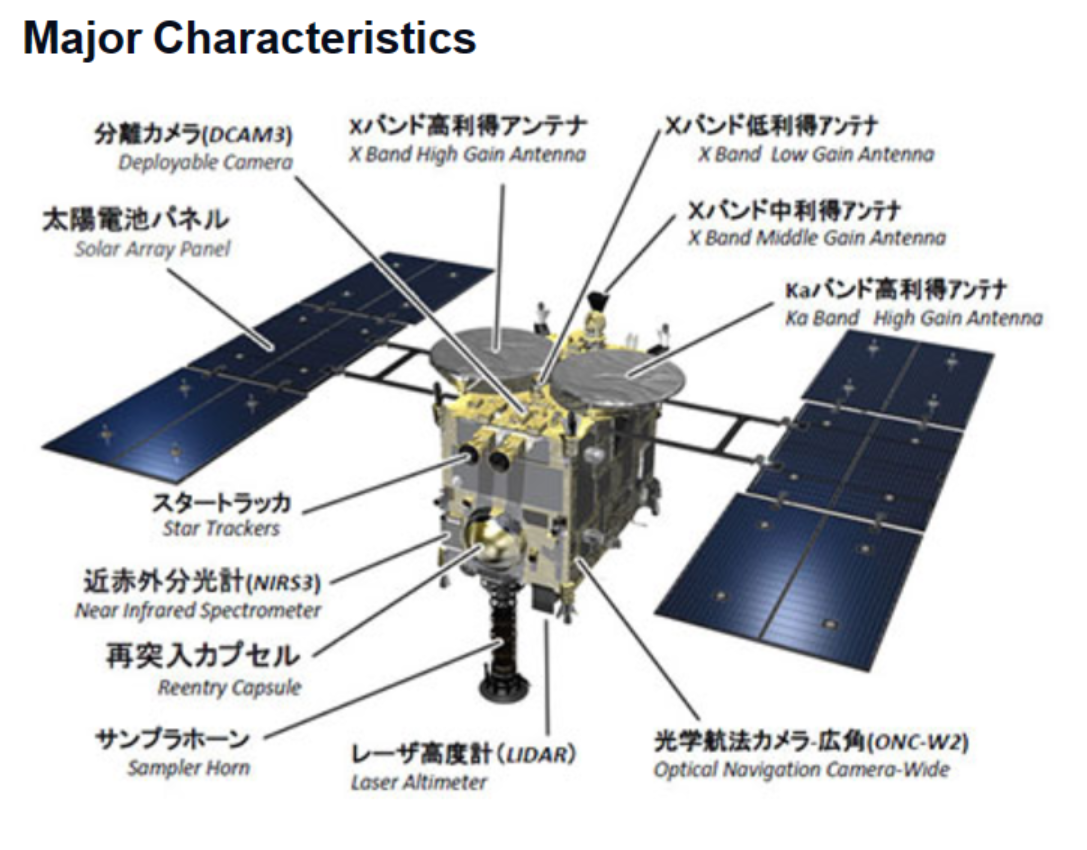 Major Characteristics
分離カメラ(DCAM3)
Deployable Camera
Xバンド高利得アンテナ
X Band High Gain Antenna
Xバンド低利得アンテナ
X Band Low Gain Antenna
太陽電池パネル
Solar Array Panel
Xバンド中利得アンテナ
X Band Middle Gain Antenna
Kaバンド高利得アンテナ
Ka Band High Gain Antenna
スタートラッカ
Star Trackers
近赤外分光計(NIRS3)
Near Infrared Spectrometer
再突入カプセル
Reentry Capsule
サンプラホーン
Sampler Horn
レーザ高度計(LIDAR)
Laser Altimeter
光学航法カメラ-広角(ONC-W2)
Optical Navigation Camera-Wide